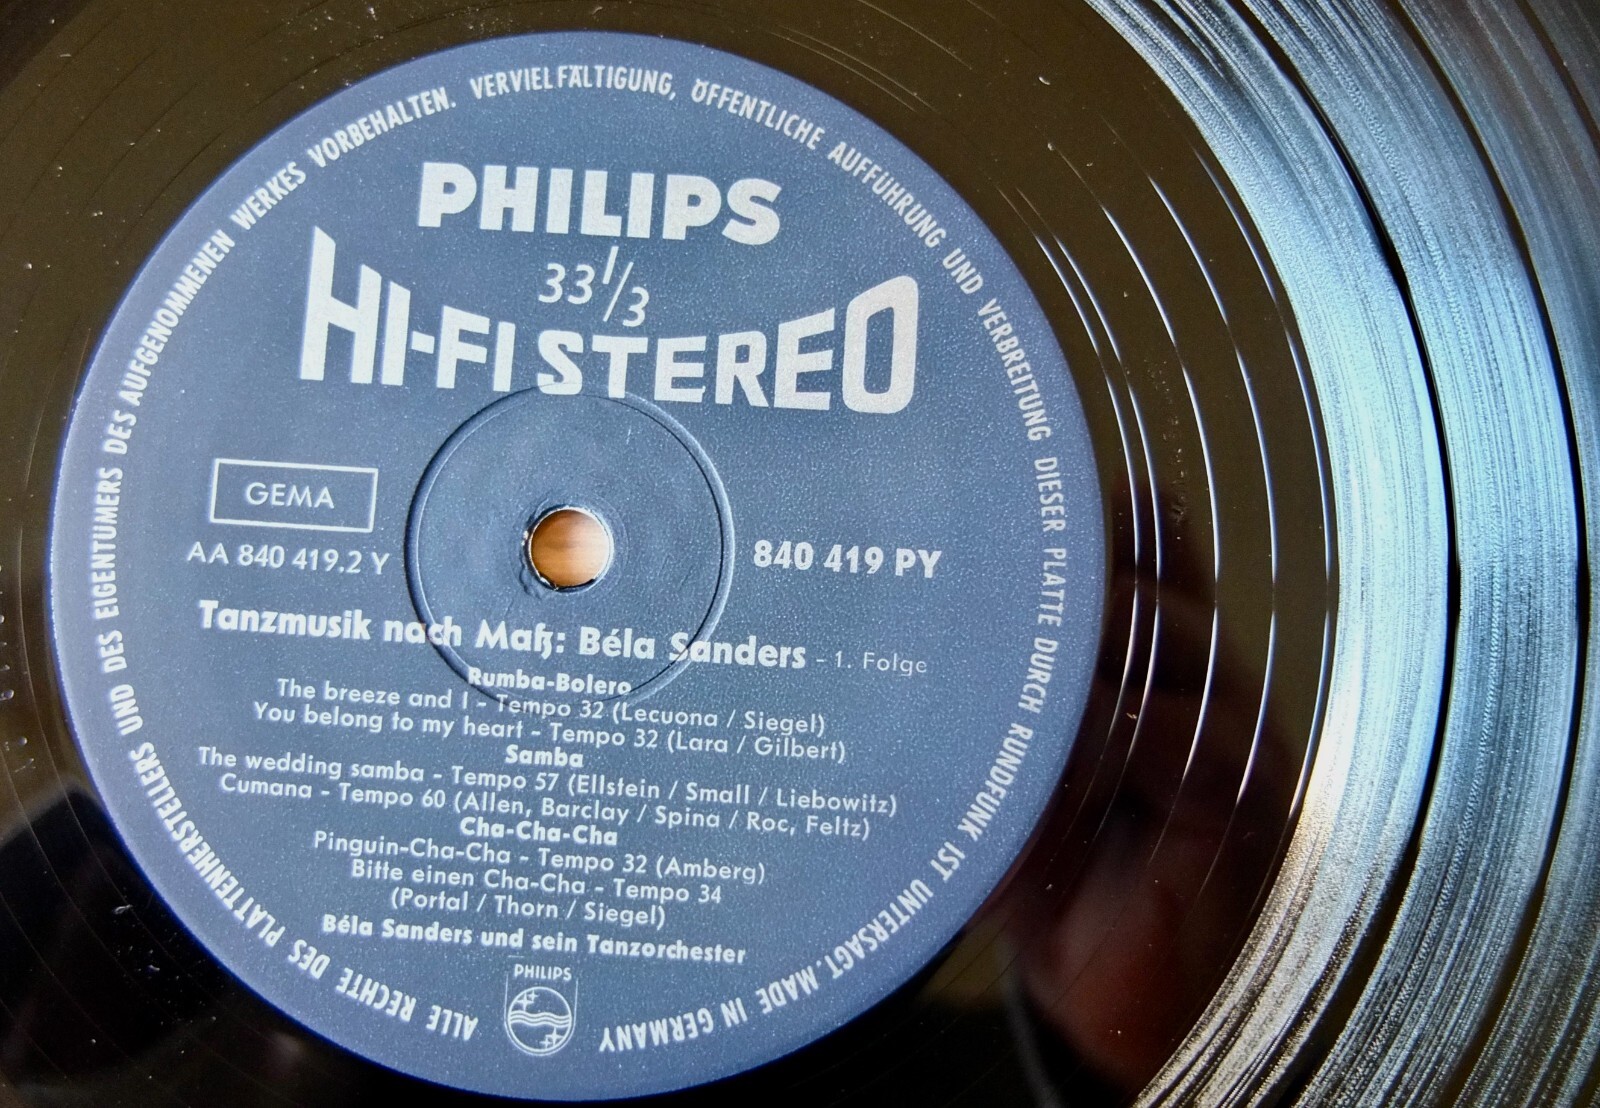 ALLE RECHTE DES PLATTENHERSTELLERS UND DES EIGENTÜMERS DES AUFGENOMMENEN WERKES VORBEHALTEN. VERVIELFÄLTIGUNG, ÖFFENTLICHE AUFFÜHRUNG UND VERBREITUNG DIESER PLATTE DURCH RUNDFUNK IST UNTERSAGT. MADE IN GERMANY
PHILIPS
33 1/3
HI-FI STEREO
GEMA
AA 840 419.2 Y
840 419 PY
Tanzmusik nach Maß: Béla Sanders - 1. Folge
Rumba-Bolero
The breeze and I - Tempo 32 (Lecuona / Siegel)
You belong to my heart - Tempo 32 (Lara / Gilbert)
Samba
The wedding samba - Tempo 57 (Ellstein / Small / Liebowitz)
Cumana - Tempo 60 (Allen, Barclay / Spina / Roc, Feltz)
Cha-Cha-Cha
Pinguin-Cha-Cha - Tempo 32 (Amberg)
Bitte einen Cha-Cha - Tempo 34
(Portal / Thorn / Siegel)
Béla Sanders und sein Tanzorchester
PHILIPS